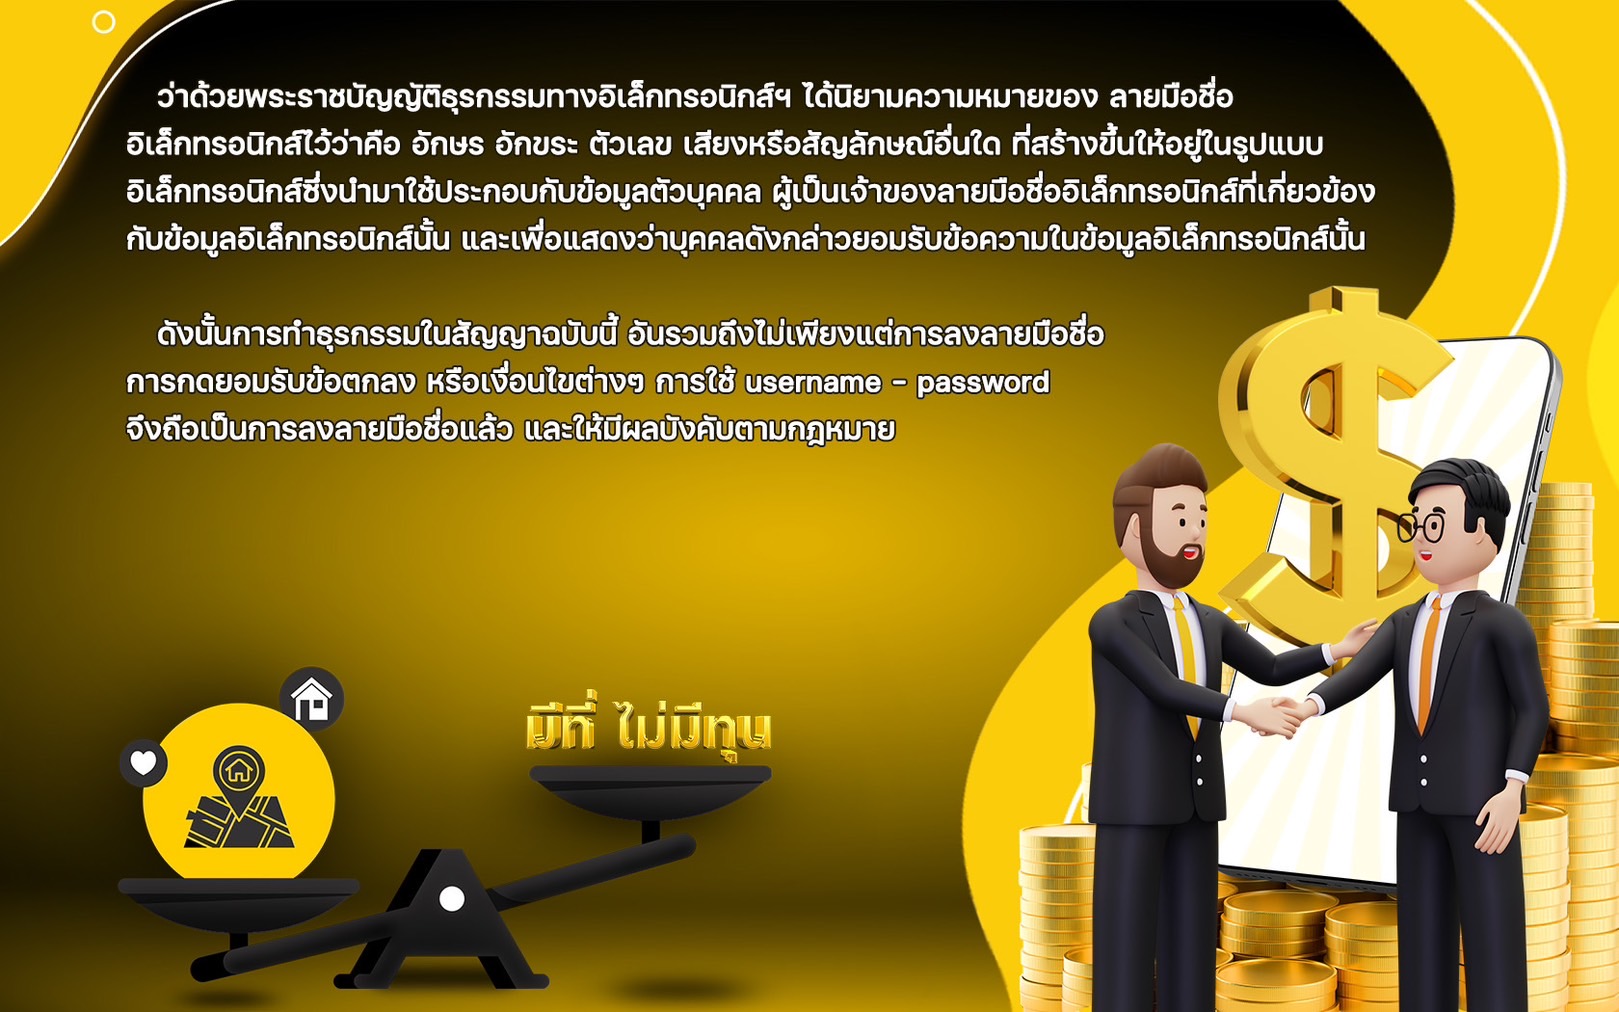 ว่าด้วยพระราชบัญญัติธุรกรรมทางอิเล็กทรอนิกส์ฯ ได้นิยามความหมายของ ลายมือชื่อ
อิเล็กทรอนิกส์ไว้ว่าคือ อักษร อักขระ ตัวเลข เสียงหรือสัญลักษณ์อื่นใด ที่สร้างขึ้นให้อยู่ในรูปแบบ
อิเล็กทรอนิกส์ซึ่งนำมาใช้ประกอบกับข้อมูลตัวบุคคล ผู้เป็นเจ้าของลายมือชื่ออิเล็กทรอนิกส์ที่เกี่ยวข้อง
กับข้อมูลอิเล็กทรอนิกส์นั้น และเพื่อแสดงว่าบุคคลดังกล่าวยอมรับข้อความในข้อมูลอิเล็กทรอนิกส์นั้น
ดังนั้นการทำธุรกรรมในสัญญาฉบับนี้ อันรวมถึงไม่เพียงแต่การลงลายมือชื่อ
การกดยอมรับข้อตกลง หรือเงื่อนไขต่างๆ การใช้ username - password
จึงถือเป็นการลงลายมือชื่อแล้ว และให้มีผลบังคับตามกฎหมาย
มีที่ ไม่มีทุน